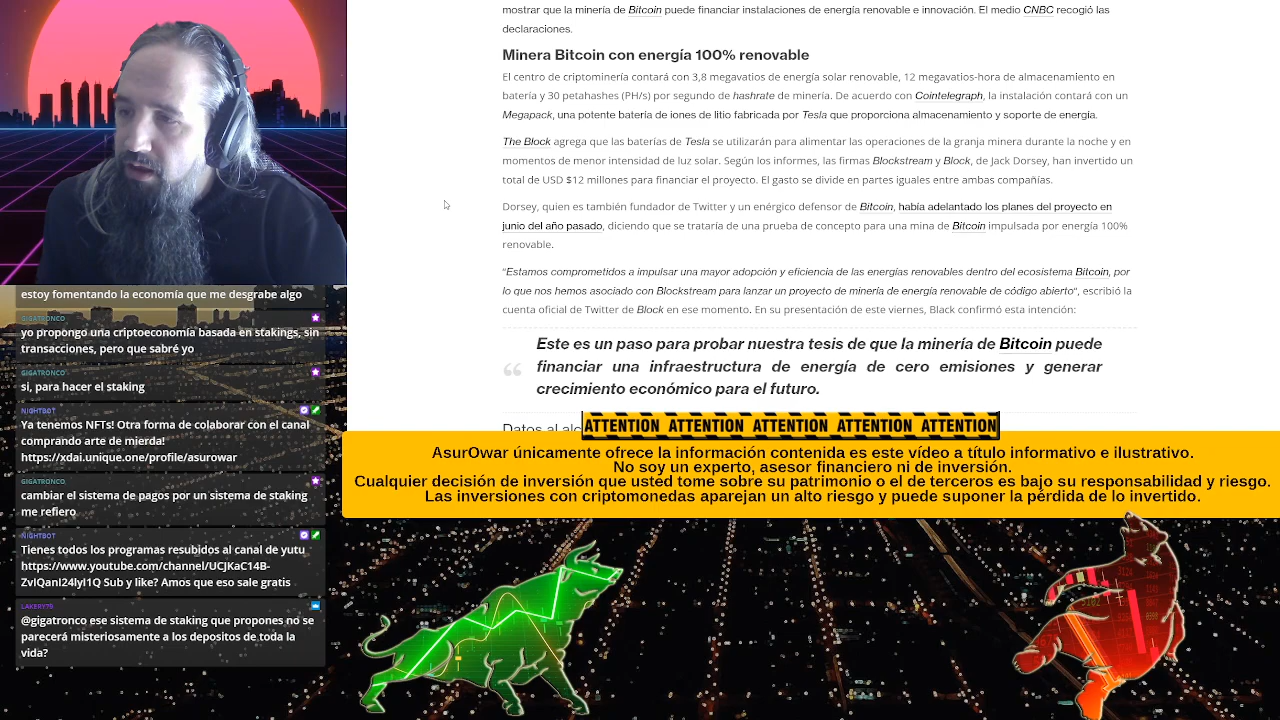 mostrar que la minería de Bitcoin puede financiar instalaciones de energía renovable e innovación. El medio CNBC recogió las
declaraciones.
Minera Bitcoin con energía 100% renovable
El centro de criptominería contará con 3,8 megavatios de energía solar renovable, 12 megavatios-hora de almacenamiento en
batería y 30 petahashes (PH/s) por segundo de hashrate de minería. De acuerdo con Cointelegraph, la instalación contará con un
Megapack, una potente batería de iones de litio fabricada por Tesla que proporciona almacenamiento y soporte de energía.
The Block agrega que las baterías de Tesla se utilizarán para alimentar las operaciones de la granja minera durante la noche y en
momentos de menor intensidad de luz solar. Según los informes, las firmas Blockstream y Block, de Jack Dorsey, han invertido un
total de USD $12 millones para financiar el proyecto. El gasto se divide en partes iguales entre ambas compañías.
Dorsey, quien es también fundador de Twitter y un enérgico defensor de Bitcoin, había adelantado los planes del proyecto en
junio del año pasado, diciendo que se trataría de una prueba de concepto para una mina de Bitcoin impulsada por energía 100%
renovable.
"Estamos comprometidos a impulsar una mayor adopción y eficiencia de las energías renovables dentro del ecosistema Bitcoin, por
lo que nos hemos asociado con Blockstream para lanzar un proyecto de minería de energía renovable de código abierto", escribió la
cuenta oficial de Twitter de Block en ese momento. En su presentación de este viernes, Black confirmó esta intención:
“ Este es un paso para probar nuestra tesis de que la minería de Bitcoin puede
financiar una infraestructura de energía de cero emisiones y generar
crecimiento económico para el futuro.
Datos al
ATTENTION ATTENTION ATTENTION ATTENTION ATTENTION
AsurOwar únicamente ofrece la información contenida es este vídeo a título informativo e ilustrativo.
No soy un experto, asesor financiero ni de inversión.
Cualquier decisión de inversión que usted tome sobre su patrimonio o el de terceros es bajo su responsabilidad y riesgo.
Las inversiones con criptomonedas aparejan un alto riesgo y puede suponer la pérdida de lo invertido.
estoy fomentando la economía que me desgrabe algo
GIGATRONCO
yo propongo una criptoeconomía basada en stakings, sin
transacciones, pero que sabré yo
GIGATRONCO
si, para hacer el staking
NIGHTBOT
Ya tenemos NFTs! Otra forma de colaborar con el canal
comprando arte de mierda!
https://xdai.unique.one/profile/asurowar
GIGATRONCO
cambiar el sistema de pagos por un sistema de staking
me refiero
NIGHTBOT
Tienes todos los programas resubidos al canal de yutu
https://www.youtube.com/channel/UCJKaC14B-
ZvIQanI24lyI1Q Sub y like? Amos que eso sale gratis
LAKERY75
@gigatronco ese sistema de staking que propones no se
parecerá misteriosamente a los depositos de toda la
vida?